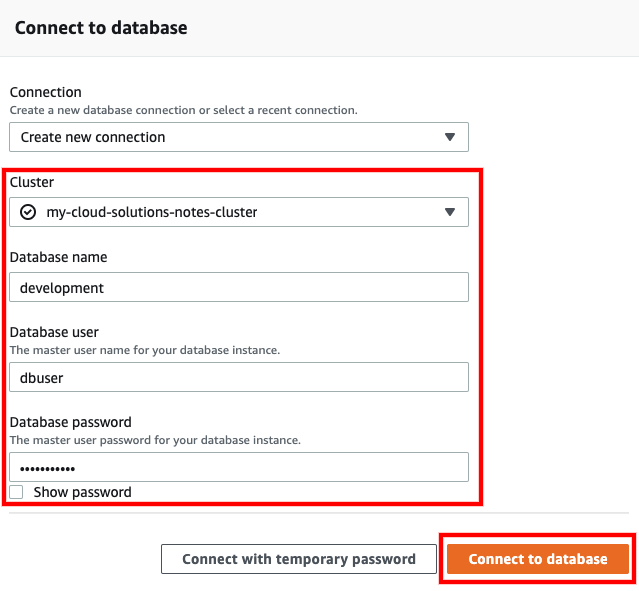 Connect to database
Connection
Create a new database connection or select a recent connection.
Create new connection
Cluster
my-cloud-solutions-notes-cluster
Database name
development
Database user
The master user name for your database instance.
dbuser
Database password
The master user password for your database instance.
•••••••••••
Show password
Connect with temporary password
Connect to database